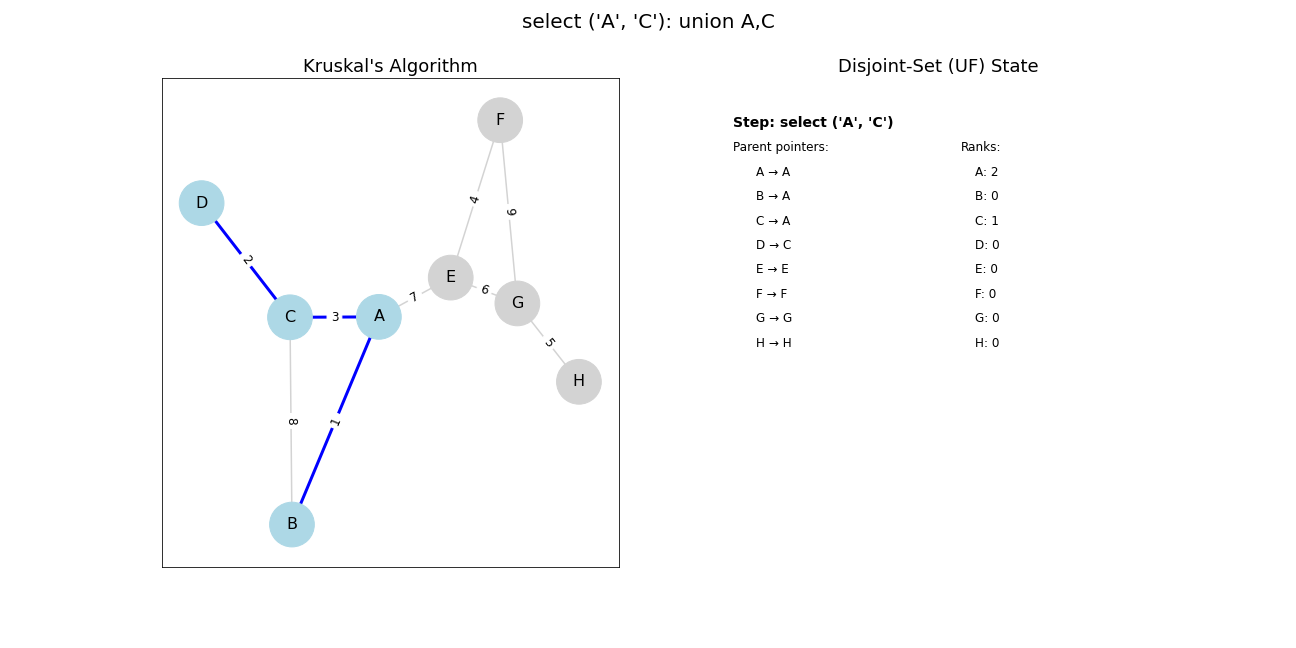 select ('A', 'C'): union A,C
Kruskal's Algorithm
F
D
4
9
2
E
7
6
G
C
3
A
5
H
8
1
B
Disjoint-Set (UF) State
Step: select ('A', 'C')
Parent pointers: Ranks:
A → A A: 2
B → A B: 0
C → A C: 1
D → C D: 0
E → E E: 0
F → F F: 0
G → G G: 0
H → H H: 0